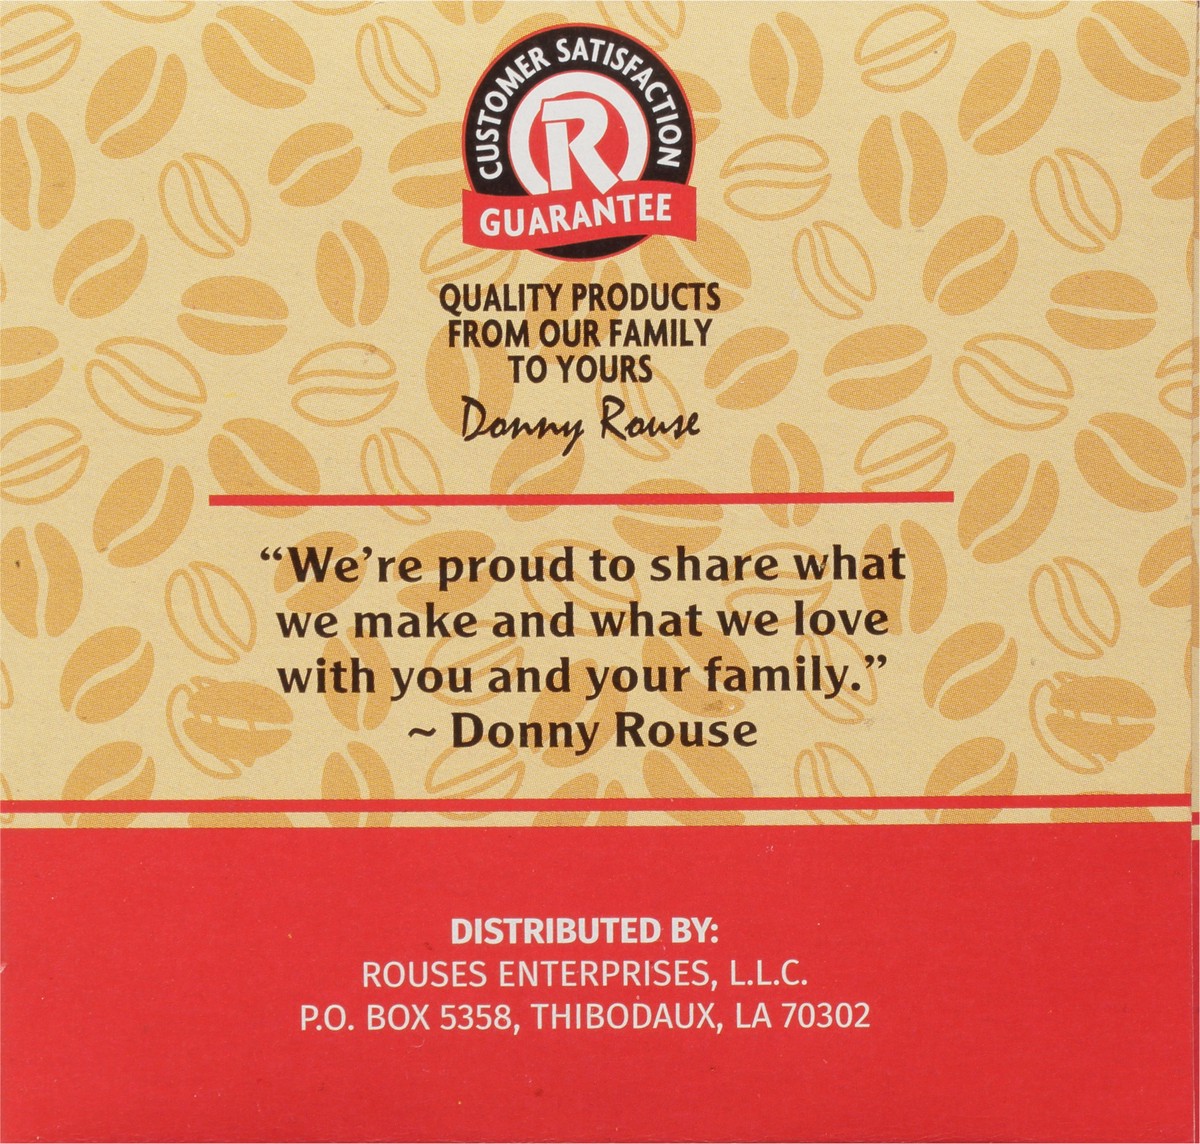 CUSTOMER SATISFACTION
R
GUARANTEE
QUALITY PRODUCTS
FROM OUR FAMILY
TO YOURS
Donny Rouse
“We’re proud to share what
we make and what we love
with you and your family.”
~ Donny Rouse
DISTRIBUTED BY:
ROUSES ENTERPRISES, L.L.C.
P.O. BOX 5358, THIBODAUX, LA 70302